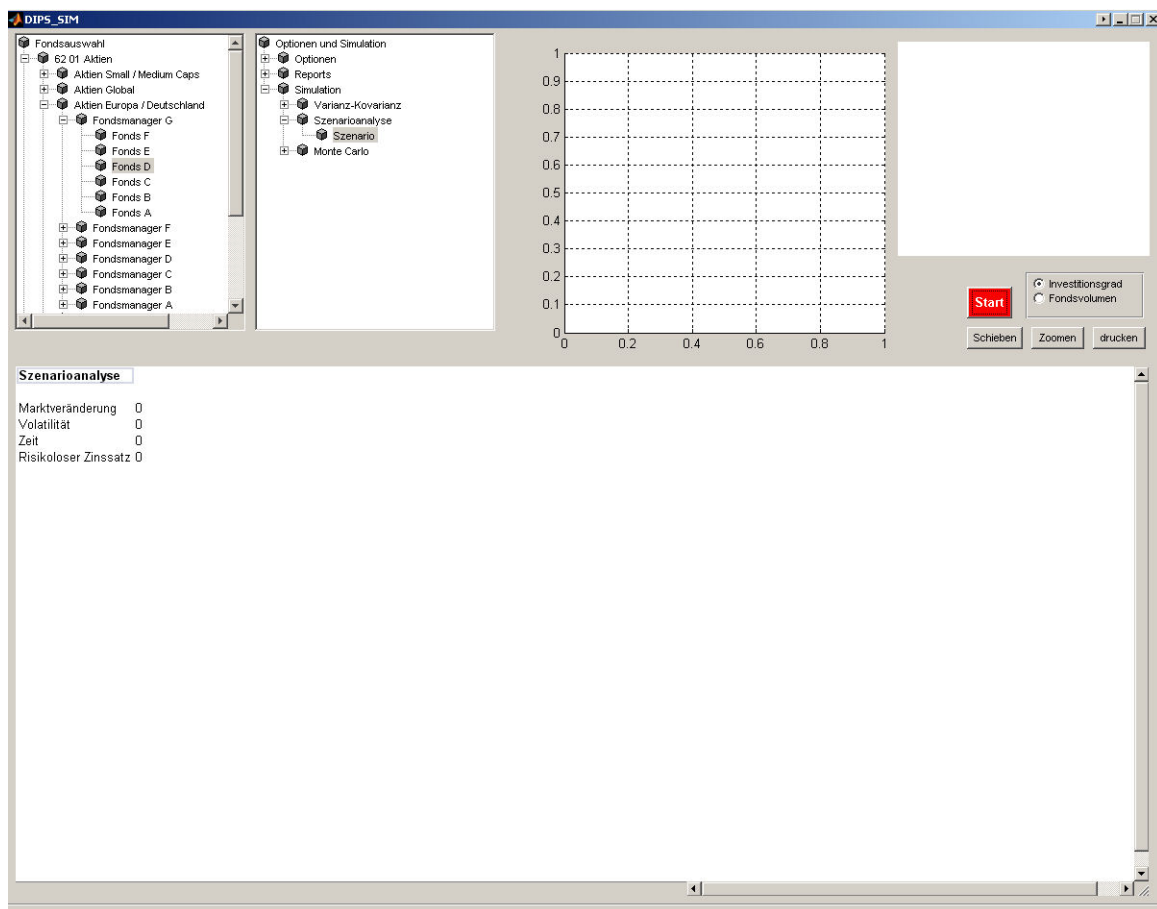 DIPS_SIM
Fondsauswahl
62 01 Aktien
Aktien Small / Medium Caps
Aktien Global
Aktien Europa / Deutschland
Fondsmanager G
Fonds F
Fonds E
Fonds D
Fonds C
Fonds B
Fonds A
Fondsmanager F
Fondsmanager E
Fondsmanager D
Fondsmanager C
Fondsmanager B
Fondsmanager A
Optionen und Simulation
Optionen
Reports
Simulation
Varianz-Kovarianz
Szenarioanalyse
Szenario
Monte Carlo
1
0.9
0.8
0.7
0.6
0.5
0.4
0.3
0.2
0.1
0
0 0.2 0.4 0.6 0.8 1
Start
Investitionsgrad
Fondsvolumen
Schieben Zoomen drucken
Szenarioanalyse
Marktveränderung 0
Volatilität 0
Zeit 0
Risikoloser Zinssatz 0